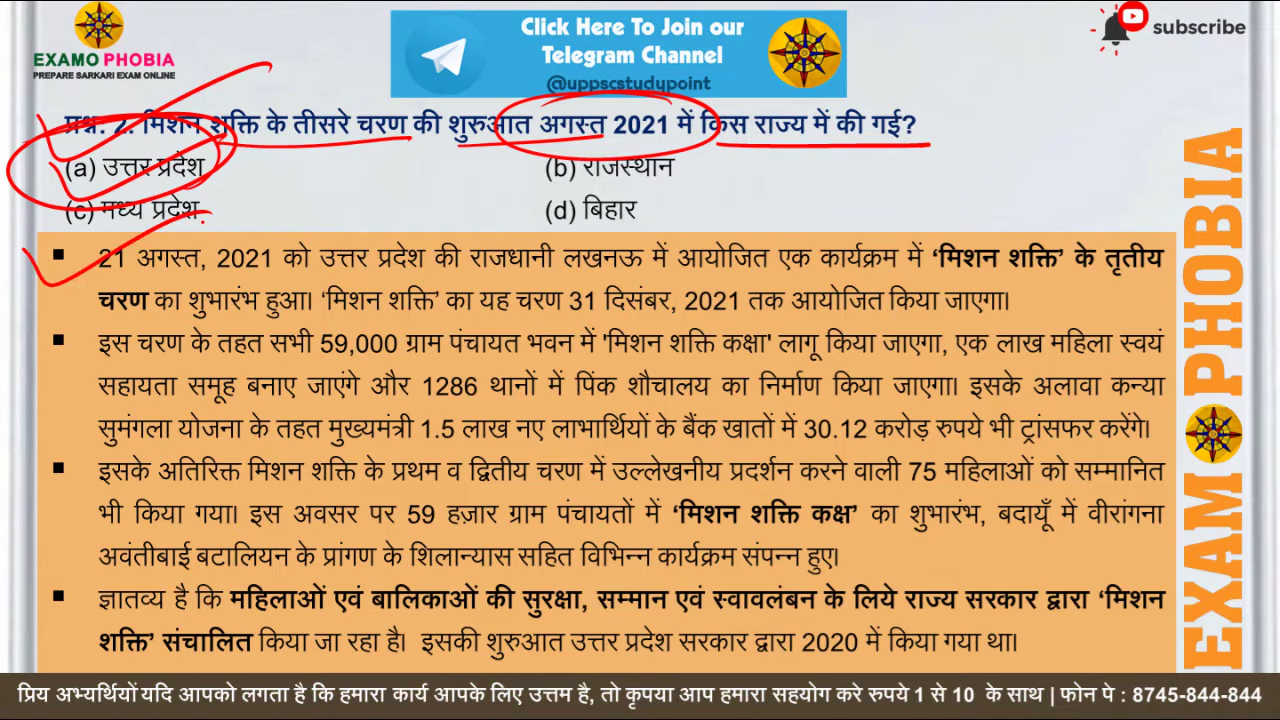 EXAMO PHOBIA
PREPARE SARKARI EXAM ONLINE
Click Here To Join our
Telegram Channel
@uppscstudypoint
subscribe
प्रश्न. 2. मिशन शक्ति के तीसरे चरण की शुरुआत अगस्त 2021 में किस राज्य में की गई?
(a) उत्तर प्रदेश (b) राजस्थान
(c) मध्य प्रदेश (d) बिहार
▪ 21 अगस्त, 2021 को उत्तर प्रदेश की राजधानी लखनऊ में आयोजित एक कार्यक्रम में ‘मिशन शक्ति’ के तृतीय
चरण का शुभारंभ हुआ। ‘मिशन शक्ति’ का यह चरण 31 दिसंबर, 2021 तक आयोजित किया जाएगा।
▪ इस चरण के तहत सभी 59,000 ग्राम पंचायत भवन में 'मिशन शक्ति कक्षा' लागू किया जाएगा, एक लाख महिला स्वयं
सहायता समूह बनाए जाएंगे और 1286 थानों में पिंक शौचालय का निर्माण किया जाएगा। इसके अलावा कन्या
सुमंगला योजना के तहत मुख्यमंत्री 1.5 लाख नए लाभार्थियों के बैंक खातों में 30.12 करोड़ रुपये भी ट्रांसफर करेंगे।
▪ इसके अतिरिक्त मिशन शक्ति के प्रथम व द्वितीय चरण में उल्लेखनीय प्रदर्शन करने वाली 75 महिलाओं को सम्मानित
भी किया गया। इस अवसर पर 59 हज़ार ग्राम पंचायतों में ‘मिशन शक्ति कक्ष’ का शुभारंभ, बदायूँ में वीरांगना
अवंतीबाई बटालियन के प्रांगण के शिलान्यास सहित विभिन्न कार्यक्रम संपन्न हुए।
▪ ज्ञातव्य है कि महिलाओं एवं बालिकाओं की सुरक्षा, सम्मान एवं स्वावलंबन के लिये राज्य सरकार द्वारा ‘मिशन
शक्ति’ संचालित किया जा रहा है। इसकी शुरुआत उत्तर प्रदेश सरकार द्वारा 2020 में किया गया था।
EXAM PHOBIA
प्रिय अभ्यर्थियों यदि आपको लगता है कि हमारा कार्य आपके लिए उत्तम है, तो कृपया आप हमारा सहयोग करे रुपये 1 से 10 के साथ | फोन पे : 8745-844-844